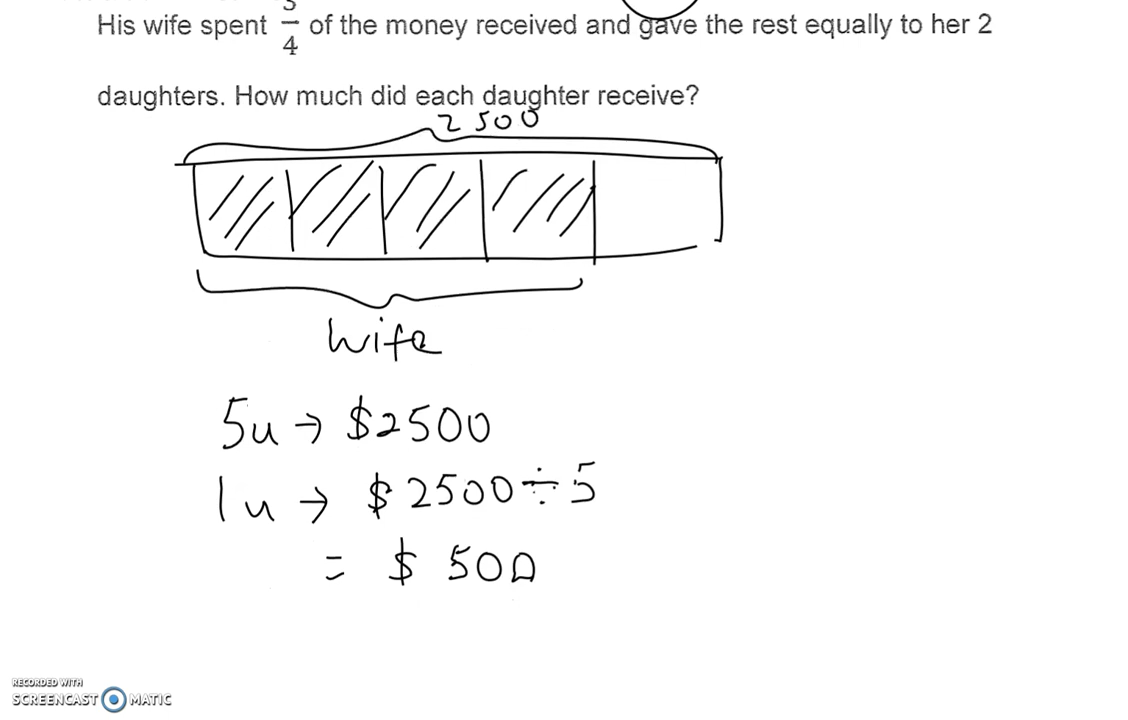 His wife spent 3/4 of the money received and gave the rest equally to her 2
daughters. How much did each daughter receive?
2500
wife
5u → $2500
1u → $2500 ÷ 5
= $ 500
RECORDED WITH
SCREENCAST MATIC